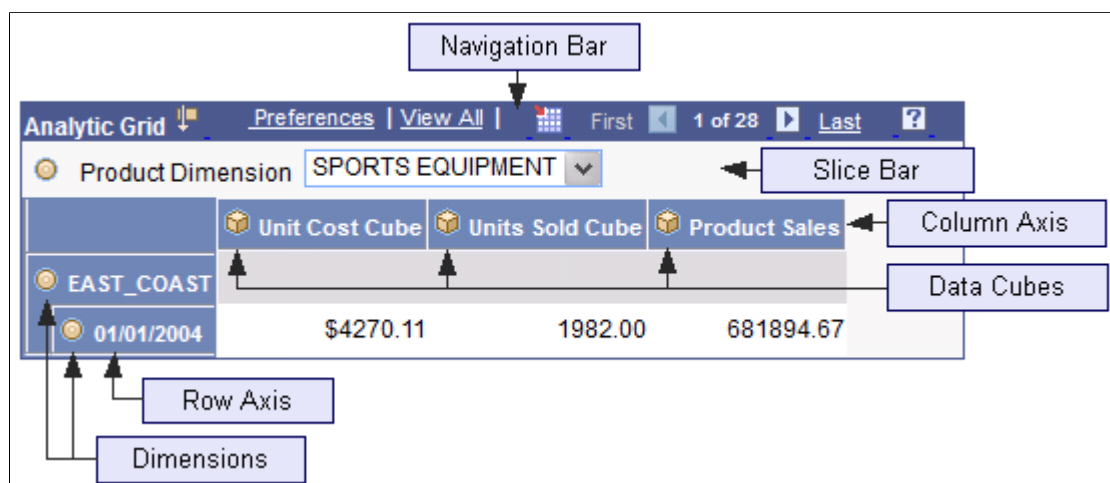 Navigation Bar
Analytic Grid Preferences | View All | First 1 of 28 Last ?
Product Dimension SPORTS EQUIPMENT
Slice Bar
Unit Cost Cube Units Sold Cube Product Sales
Column Axis
EAST_COAST
Data Cubes
01/01/2004 $4270.11 1982.00 681894.67
Row Axis
Dimensions